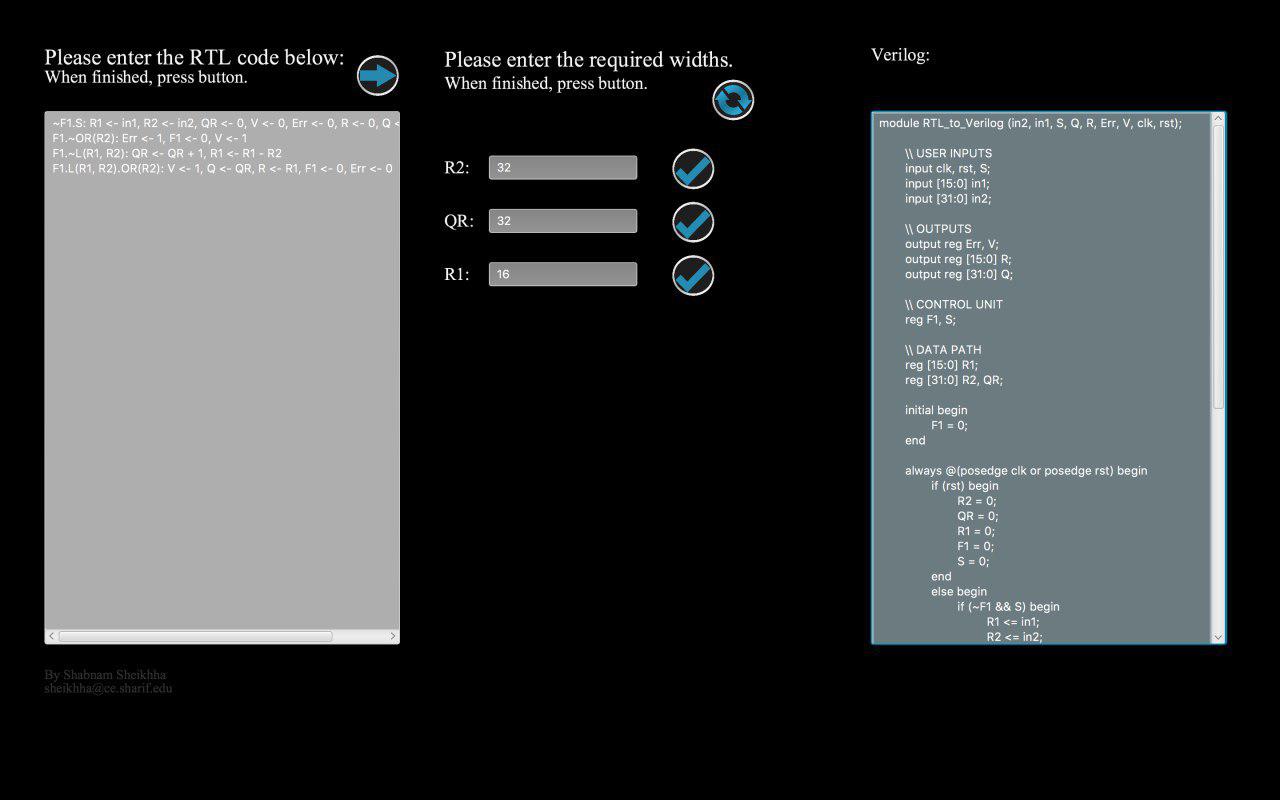 Please enter the RTL code below:
When finished, press button.
~F1.S: R1 <- in1, R2 <- in2, QR <- 0, V <- 0, Err <- 0, R <- 0, Q <
F1.~OR(R2): Err <- 1, F1 <- 0, V <- 1
F1.~L(R1, R2): QR <- QR + 1, R1 <- R1 - R2
F1.L(R1, R2).OR(R2): V <- 1, Q <- QR, R <- R1, F1 <- 0, Err <- 0
By Shabnam Sheikhha
sheikhha@ce.sharif.edu
Please enter the required widths.
When finished, press button.
R2: 32
QR: 32
R1: 16
Verilog:
module RTL_to_Verilog (in2, in1, S, Q, R, Err, V, clk, rst);
\\ USER INPUTS
input clk, rst, S;
input [15:0] in1;
input [31:0] in2;
\\ OUTPUTS
output reg Err, V;
output reg [15:0] R;
output reg [31:0] Q;
\\ CONTROL UNIT
reg F1, S;
\\ DATA PATH
reg [15:0] R1;
reg [31:0] R2, QR;
initial begin
F1 = 0;
end
always @(posedge clk or posedge rst) begin
if (rst) begin
R2 = 0;
QR = 0;
R1 = 0;
F1 = 0;
S = 0;
end
else begin
if (~F1 && S) begin
R1 <= in1;
R2 <= in2;